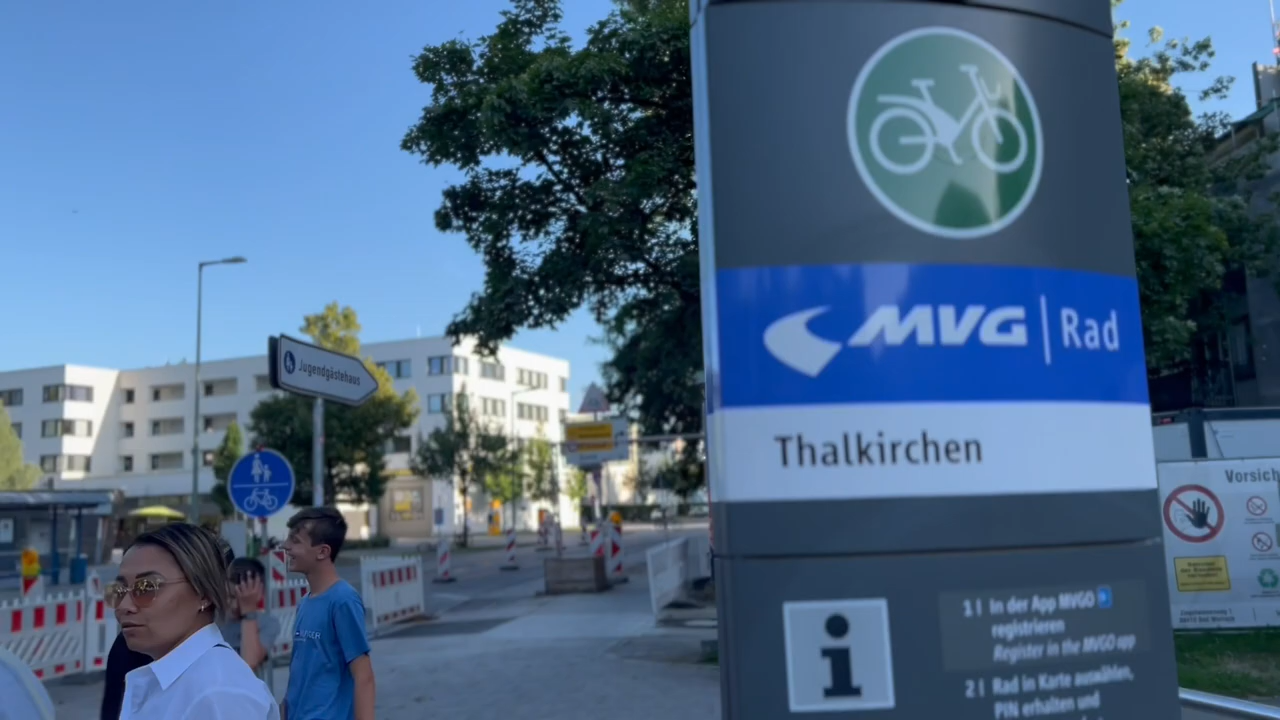 MVG | Rad
Thalkirchen
1 | In der App MVGO
registrieren
Register in the MVGO app
2 | Rad in Karte auswählen,
PIN erhalten und
Jugendgästehaus
Vorsich